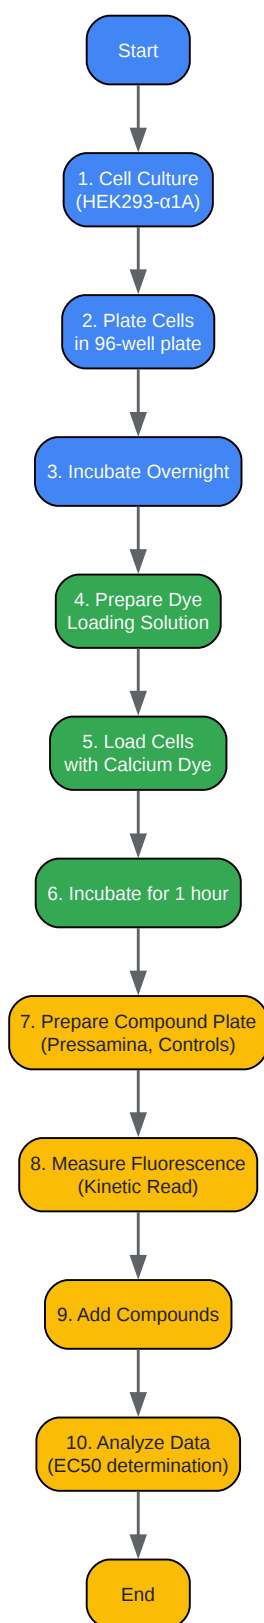 Start
1. Cell Culture
(HEK293-α1A)
2. Plate Cells
in 96-well plate
3. Incubate Overnight
4. Prepare Dye
Loading Solution
5. Load Cells
with Calcium Dye
6. Incubate for 1 hour
7. Prepare Compound Plate
(Pressamina, Controls)
8. Measure Fluorescence
(Kinetic Read)
9. Add Compounds
10. Analyze Data
(EC50 determination)
End